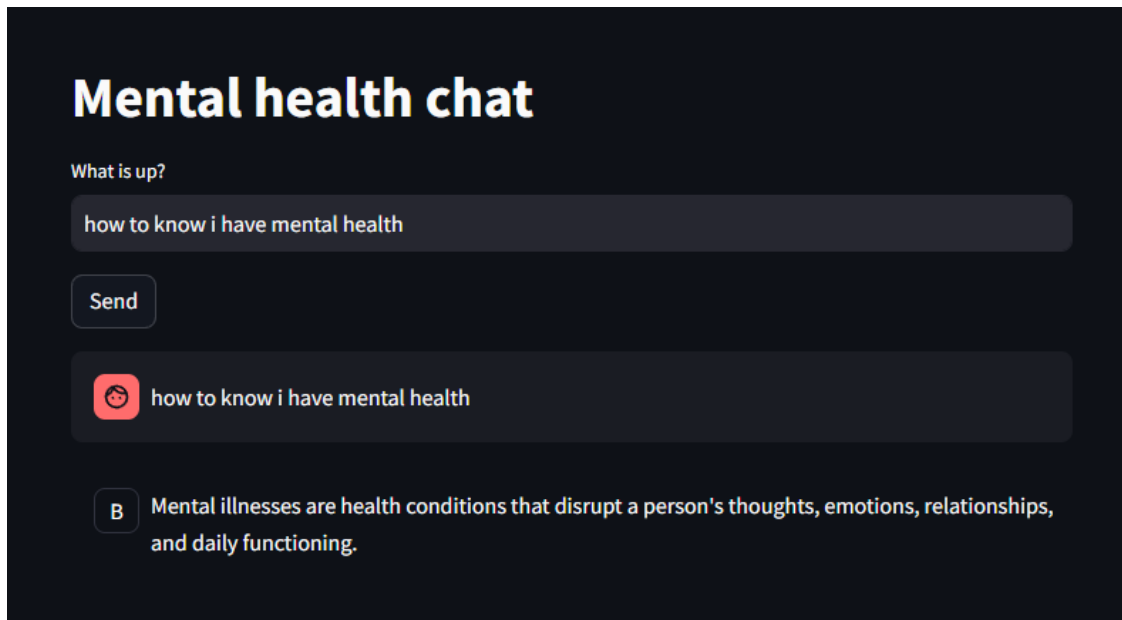 Mental health chat
What is up?
how to know i have mental health
Send
how to know i have mental health
B
Mental illnesses are health conditions that disrupt a person's thoughts, emotions, relationships,
and daily functioning.